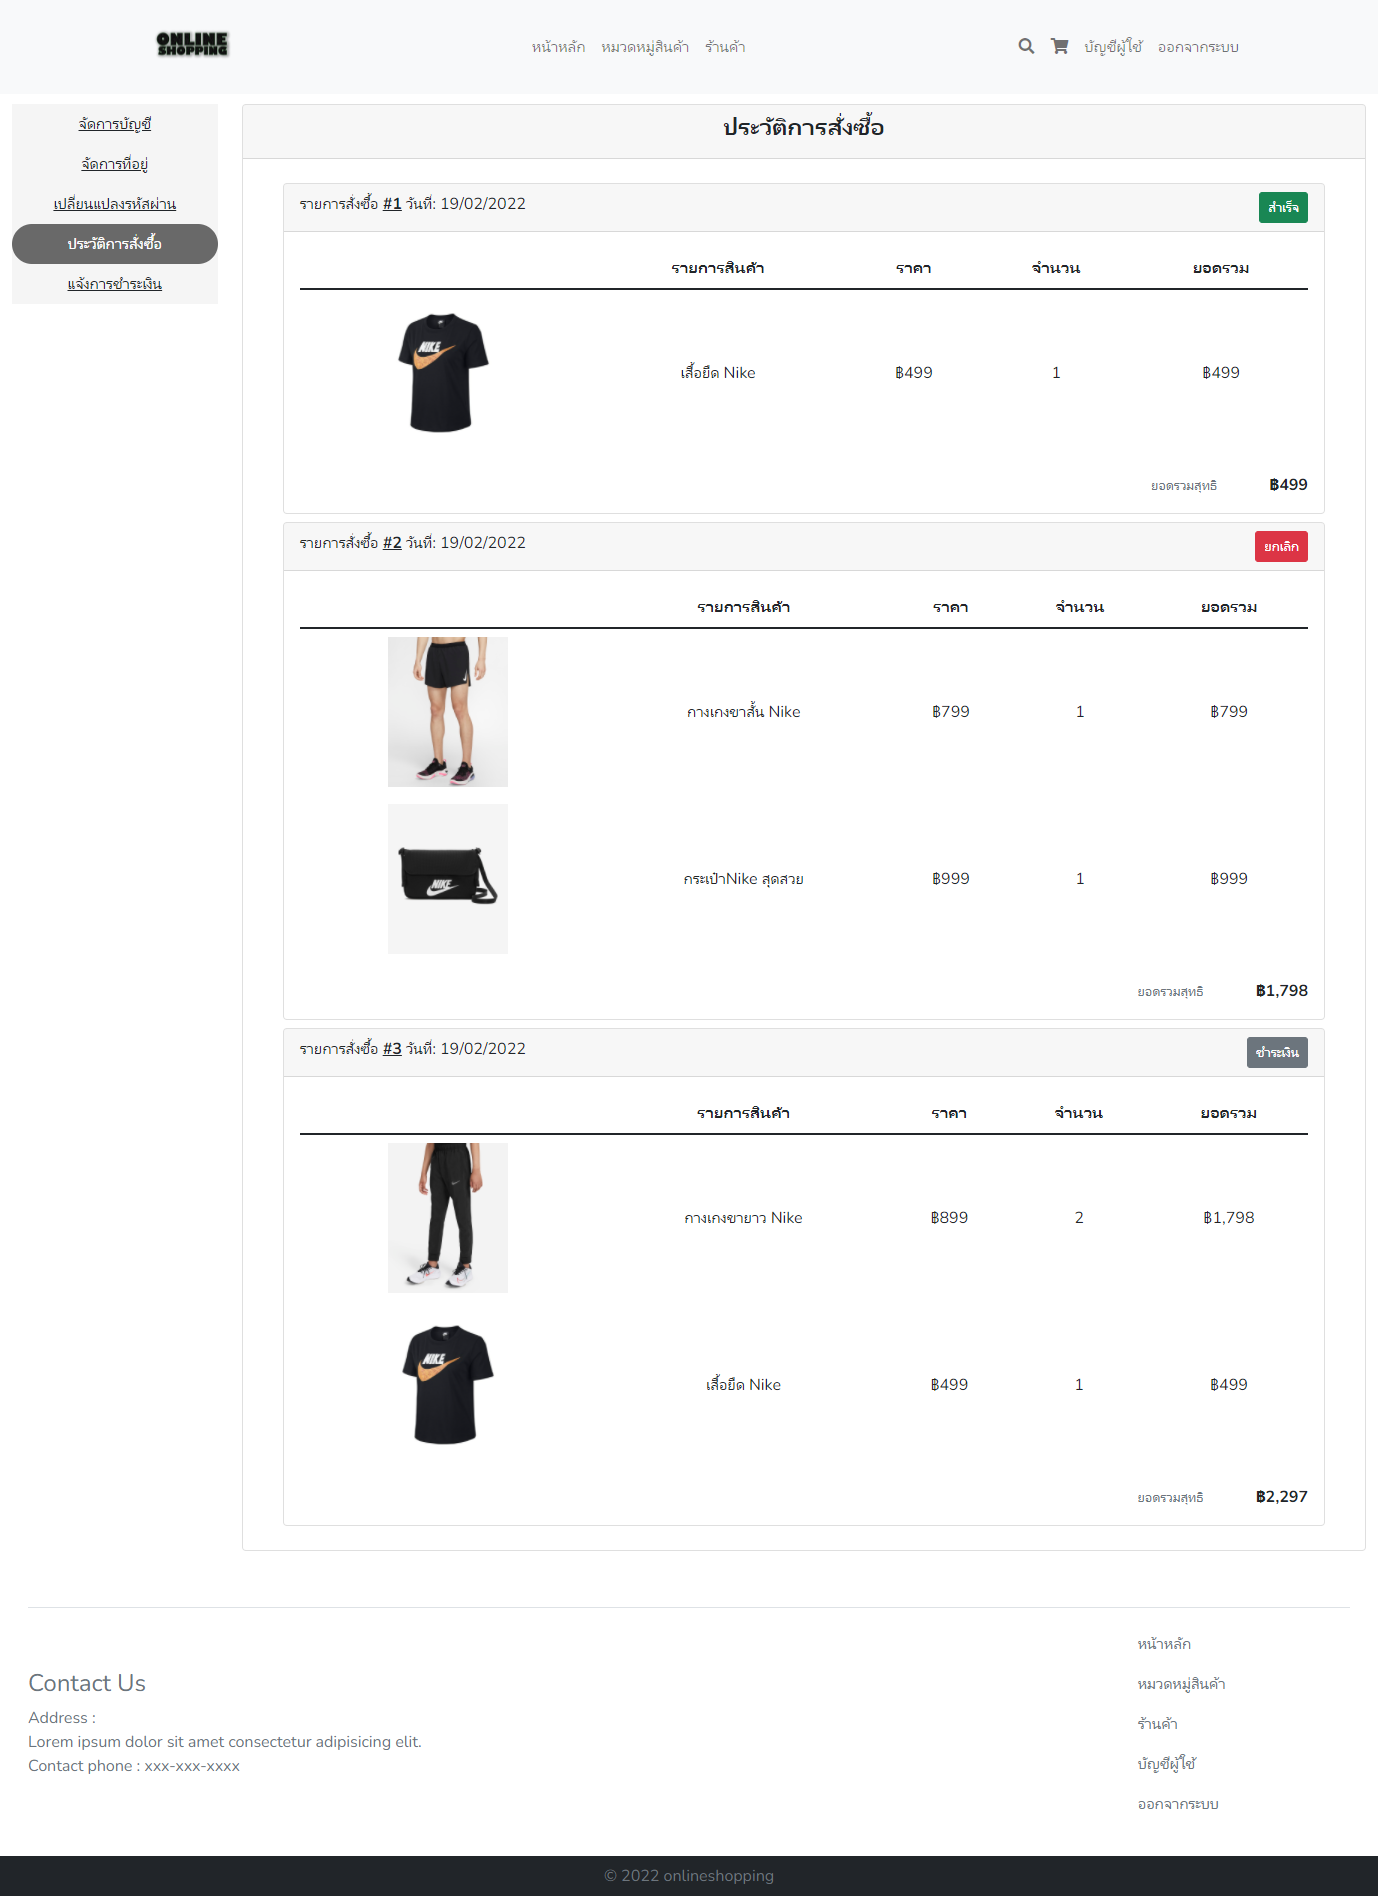 ONLINE
SHOPPING
หน้าหลัก หมวดหมู่สินค้า ร้านค้า
บัญชีผู้ใช้ ออกจากระบบ
จัดการบัญชี
จัดการที่อยู่
เปลี่ยนแปลงรหัสผ่าน
ประวัติการสั่งซื้อ
แจ้งการชำระเงิน
ประวัติการสั่งซื้อ
รายการสั่งซื้อ #1 วันที่: 19/02/2022 สำเร็จ
รายการสินค้า ราคา จำนวน ยอดรวม
NIKE
เสื้อยืด Nike ฿499 1 ฿499
ยอดรวมสุทธิ ฿499
รายการสั่งซื้อ #2 วันที่: 19/02/2022 ยกเลิก
รายการสินค้า ราคา จำนวน ยอดรวม
กางเกงขาสั้น Nike ฿799 1 ฿799
NIKE
กระเป๋าNike สุดสวย ฿999 1 ฿999
ยอดรวมสุทธิ ฿1,798
รายการสั่งซื้อ #3 วันที่: 19/02/2022 ชำระเงิน
รายการสินค้า ราคา จำนวน ยอดรวม
กางเกงขายาว Nike ฿899 2 ฿1,798
NIKE
เสื้อยืด Nike ฿499 1 ฿499
ยอดรวมสุทธิ ฿2,297
Contact Us
Address :
Lorem ipsum dolor sit amet consectetur adipisicing elit.
Contact phone : xxx-xxx-xxxx
หน้าหลัก
หมวดหมู่สินค้า
ร้านค้า
บัญชีผู้ใช้
ออกจากระบบ
© 2022 onlineshopping